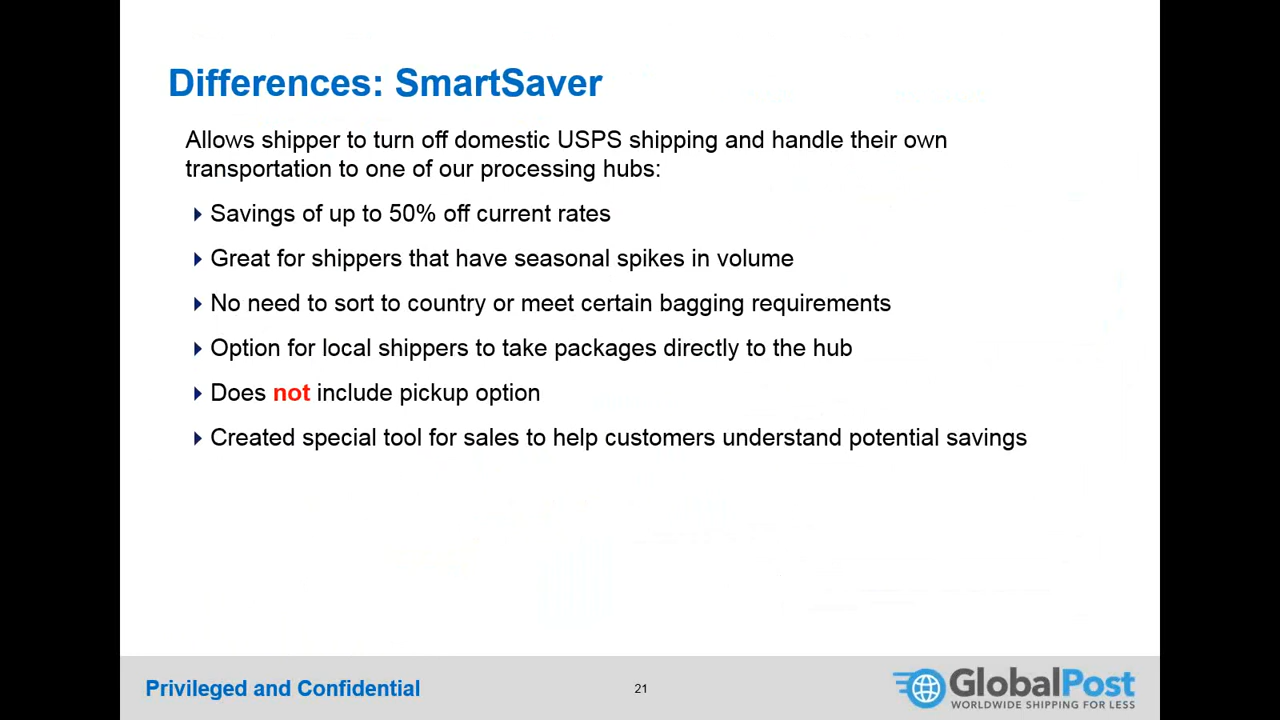 Differences: SmartSaver
Allows shipper to turn off domestic USPS shipping and handle their own
transportation to one of our processing hubs:
Savings of up to 50% off current rates
Great for shippers that have seasonal spikes in volume
No need to sort to country or meet certain bagging requirements
Option for local shippers to take packages directly to the hub
Does not include pickup option
Created special tool for sales to help customers understand potential savings
Privileged and Confidential
21
GlobalPost
WORLDWIDE SHIPPING FOR LESS